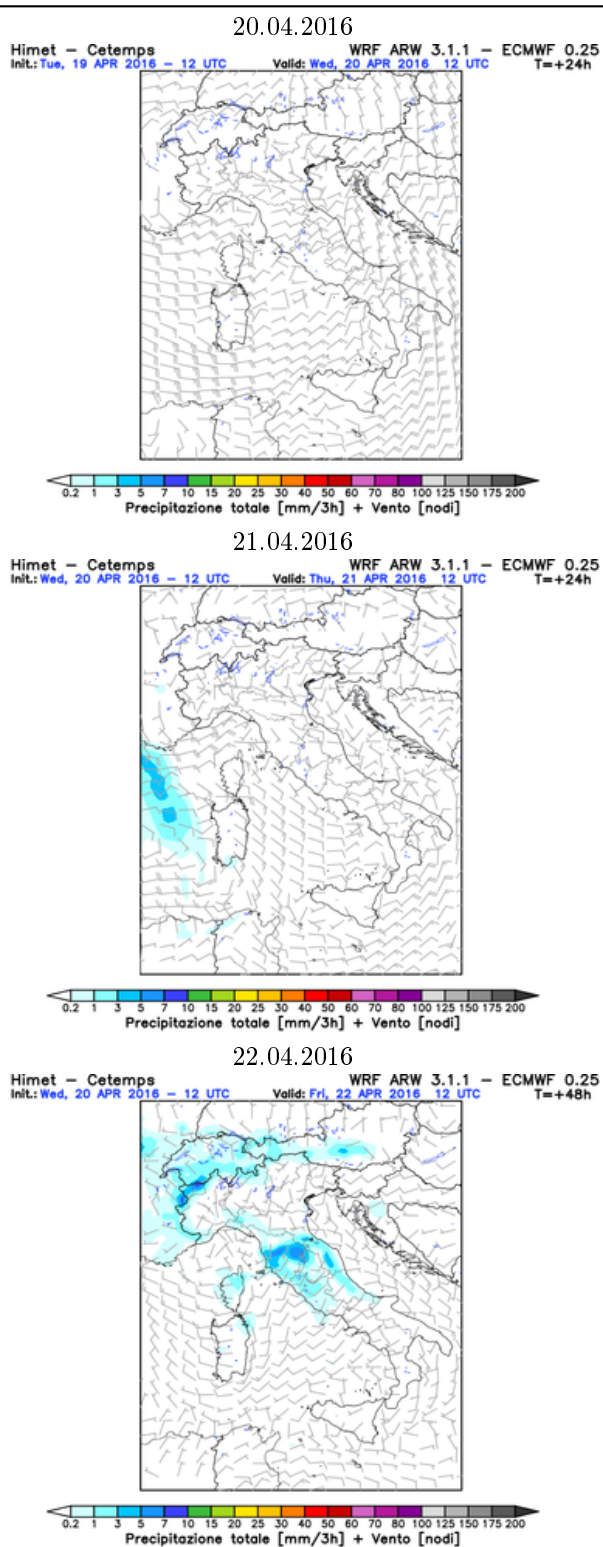 20.04.2016
Himet – Cetemps WRF ARW 3.1.1 – ECMWF 0.25
Init.: Tue, 19 APR 2016 – 12 UTC Valid: Wed, 20 APR 2016 12 UTC T=+24h
0.2 1 3 5 7 10 15 20 25 30 40 50 60 70 80 100 125 150 175 200
Precipitazione totale [mm/3h] + Vento [nodi]
21.04.2016
Himet – Cetemps WRF ARW 3.1.1 – ECMWF 0.25
Init.: Wed, 20 APR 2016 – 12 UTC Valid: Thu, 21 APR 2016 12 UTC T=+24h
0.2 1 3 5 7 10 15 20 25 30 40 50 60 70 80 100 125 150 175 200
Precipitazione totale [mm/3h] + Vento [nodi]
22.04.2016
Himet – Cetemps WRF ARW 3.1.1 – ECMWF 0.25
Init.: Wed, 20 APR 2016 – 12 UTC Valid: Fri, 22 APR 2016 12 UTC T=+48h
0.2 1 3 5 7 10 15 20 25 30 40 50 60 70 80 100 125 150 175 200
Precipitazione totale [mm/3h] + Vento [nodi]